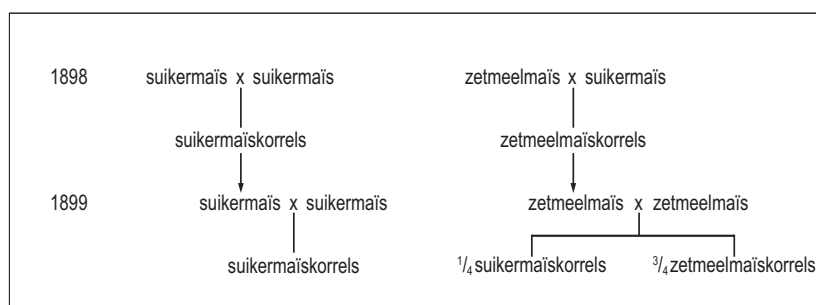 1898 suikermaïs x suikermaïs zetmeelmaïs x suikermaïs
suikermaïskorrels zetmeelmaïskorrels
1899 suikermaïs x suikermaïs zetmeelmaïs x zetmeelmaïs
suikermaïskorrels 1/4 suikermaïskorrels 3/4 zetmeelmaïskorrels